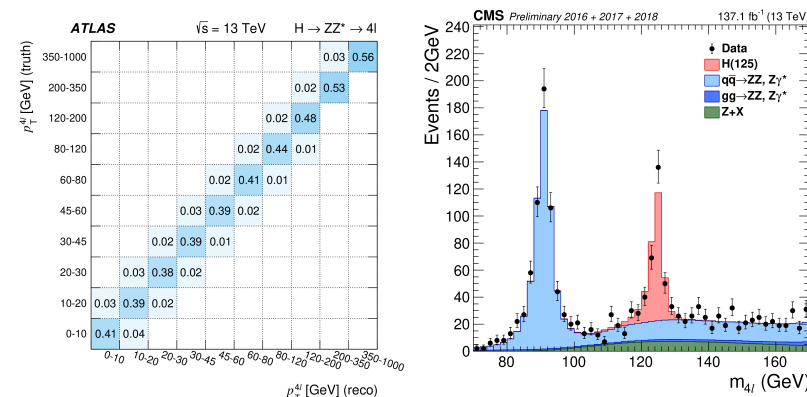 ATLAS √s = 13 TeV H → ZZ* → 4l
p_T^{4l} [GeV] (truth)
350-1000 0.03 0.56
200-350 0.02 0.53
120-200 0.02 0.48
80-120 0.02 0.44 0.01
60-80 0.02 0.41 0.01
45-60 0.03 0.39 0.02
30-45 0.02 0.39 0.01
20-30 0.03 0.38 0.02
10-20 0.03 0.39 0.02
0-10 0.41 0.04
0-10 10-20 20-30 30-45 45-60 60-80 80-120 120-200 200-350 350-1000
p_T^{4l} [GeV] (reco)
CMS Preliminary 2016 + 2017 + 2018 137.1 fb⁻¹ (13 TeV
Events / 2GeV
240
220
200
180
160
140
120
100
80
60
40
20
0
Data
H(125)
qq̄→ZZ, Zγ*
gg→ZZ, Zγ*
Z+X
80 100 120 140 160
m_{4l} (GeV)